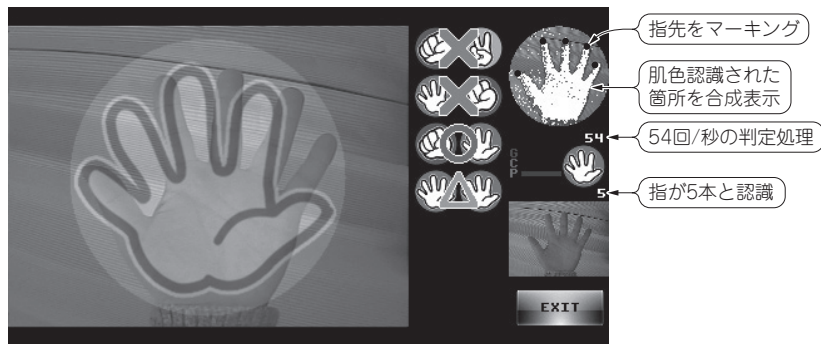 指先をマーキング
肌色認識された
箇所を合成表示
54
54回/秒の判定処理
G
C
P
5
指が5本と認識
EXIT